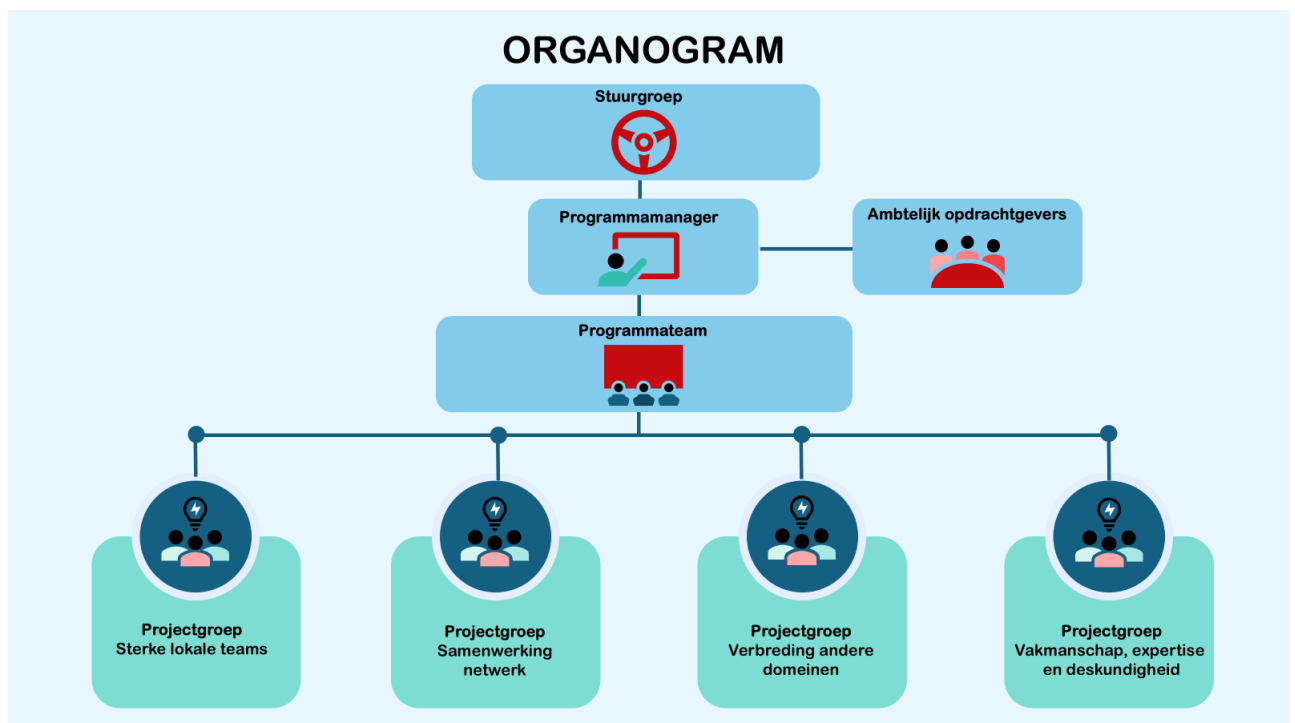 ORGANOGRAM
Stuurgroep
Programmamanager
Ambtelijk opdrachtgevers
Programmateam
Projectgroep
Sterke lokale teams
Projectgroep
Samenwerking
netwerk
Projectgroep
Verbreding andere
domeinen
Projectgroep
Vakmanschap, expertise
en deskundigheid